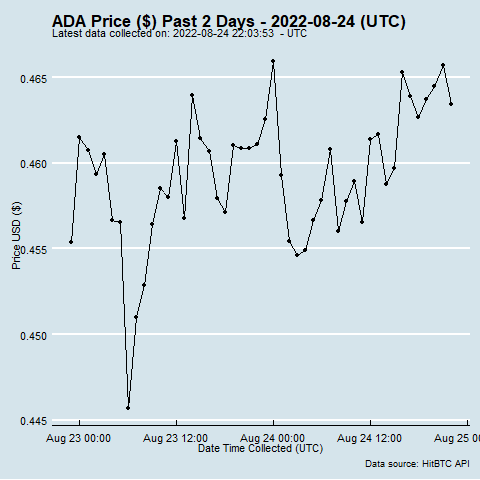 ADA Price ($) Past 2 Days - 2022-08-24 (UTC)
Latest data collected on: 2022-08-24 22:03:53  - UTC
0.465
0.460
0.455
0.450
0.445
Price USD ($)
Aug 23 00:00 Aug 23 12:00 Aug 24 00:00 Aug 24 12:00 Aug 25 00
Date Time Collected (UTC)
Data source: HitBTC API